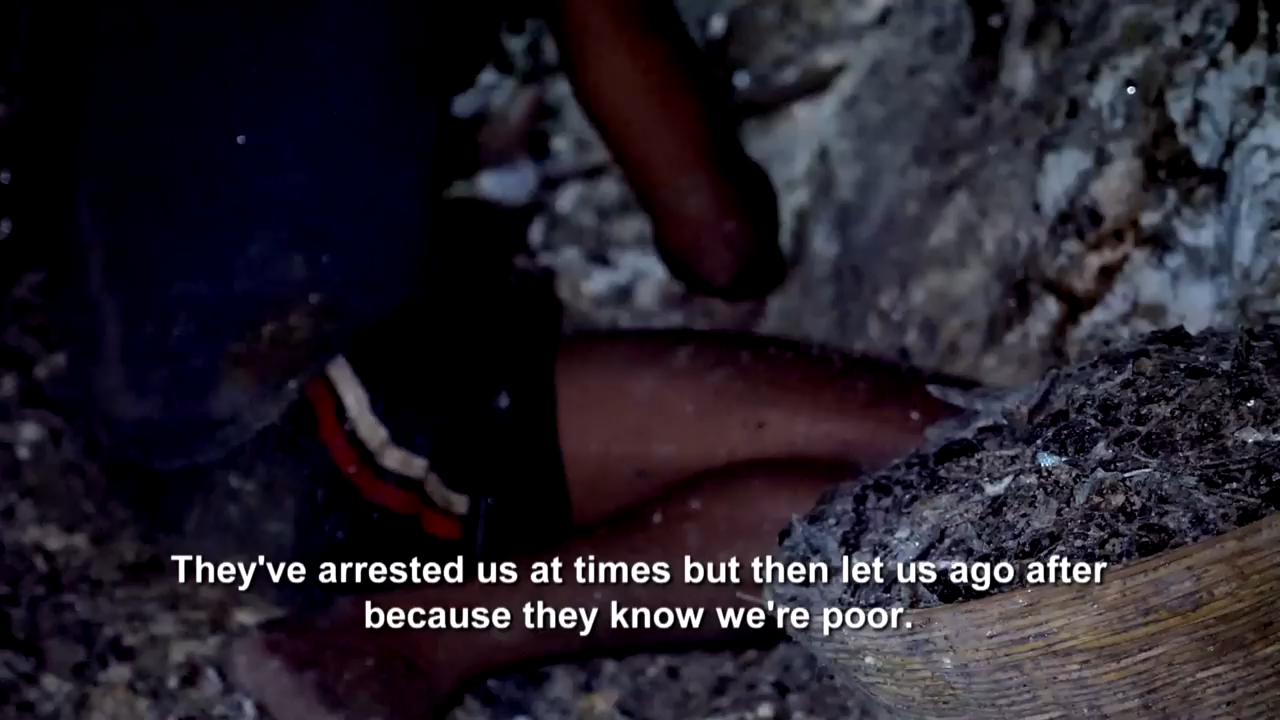 They've arrested us at times but then let us ago after
because they know we're poor.